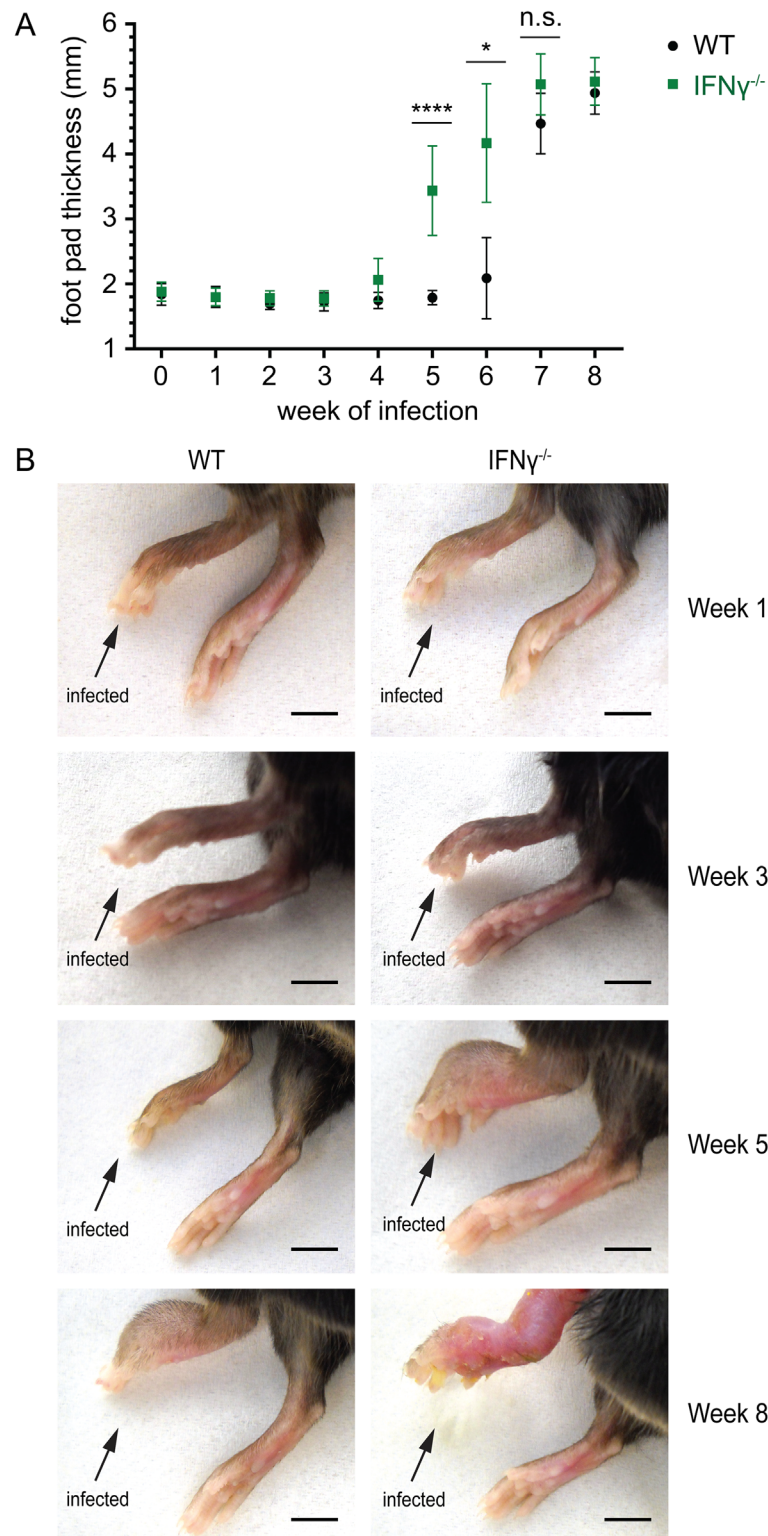 A
n.s.
*
****
WT
IFNγ-/-
foot pad thickness (mm)
6
5
4
3
2
1
0 1 2 3 4 5 6 7 8
week of infection
B
WT IFNγ-/-
infected infected Week 1
infected infected Week 3
infected infected Week 5
infected infected Week 8